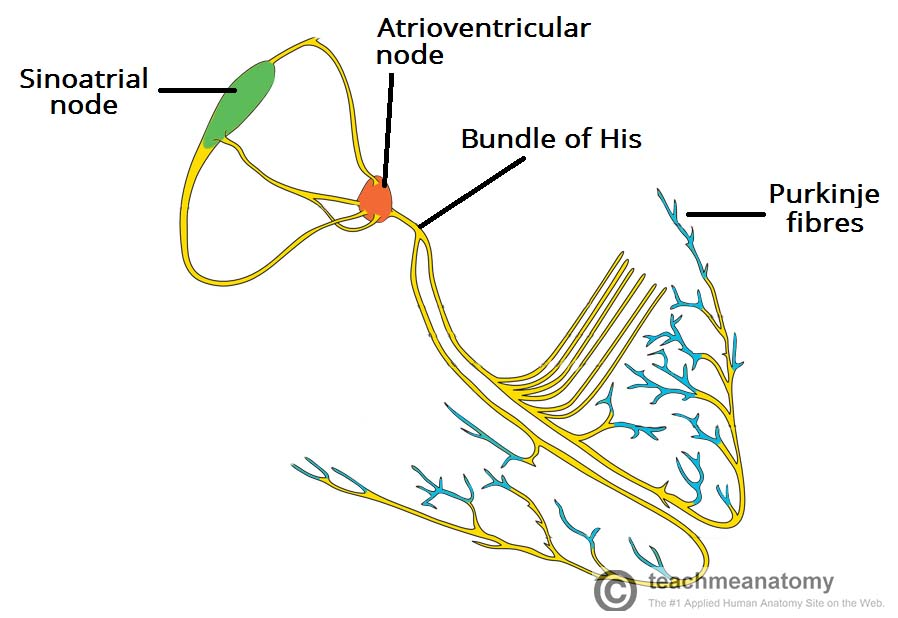 Atrioventricular
node
Sinoatrial
node
Bundle of His
Purkinje
fibres
© teachmeanatomy
The #1 Applied Human Anatomy Site on the Web.